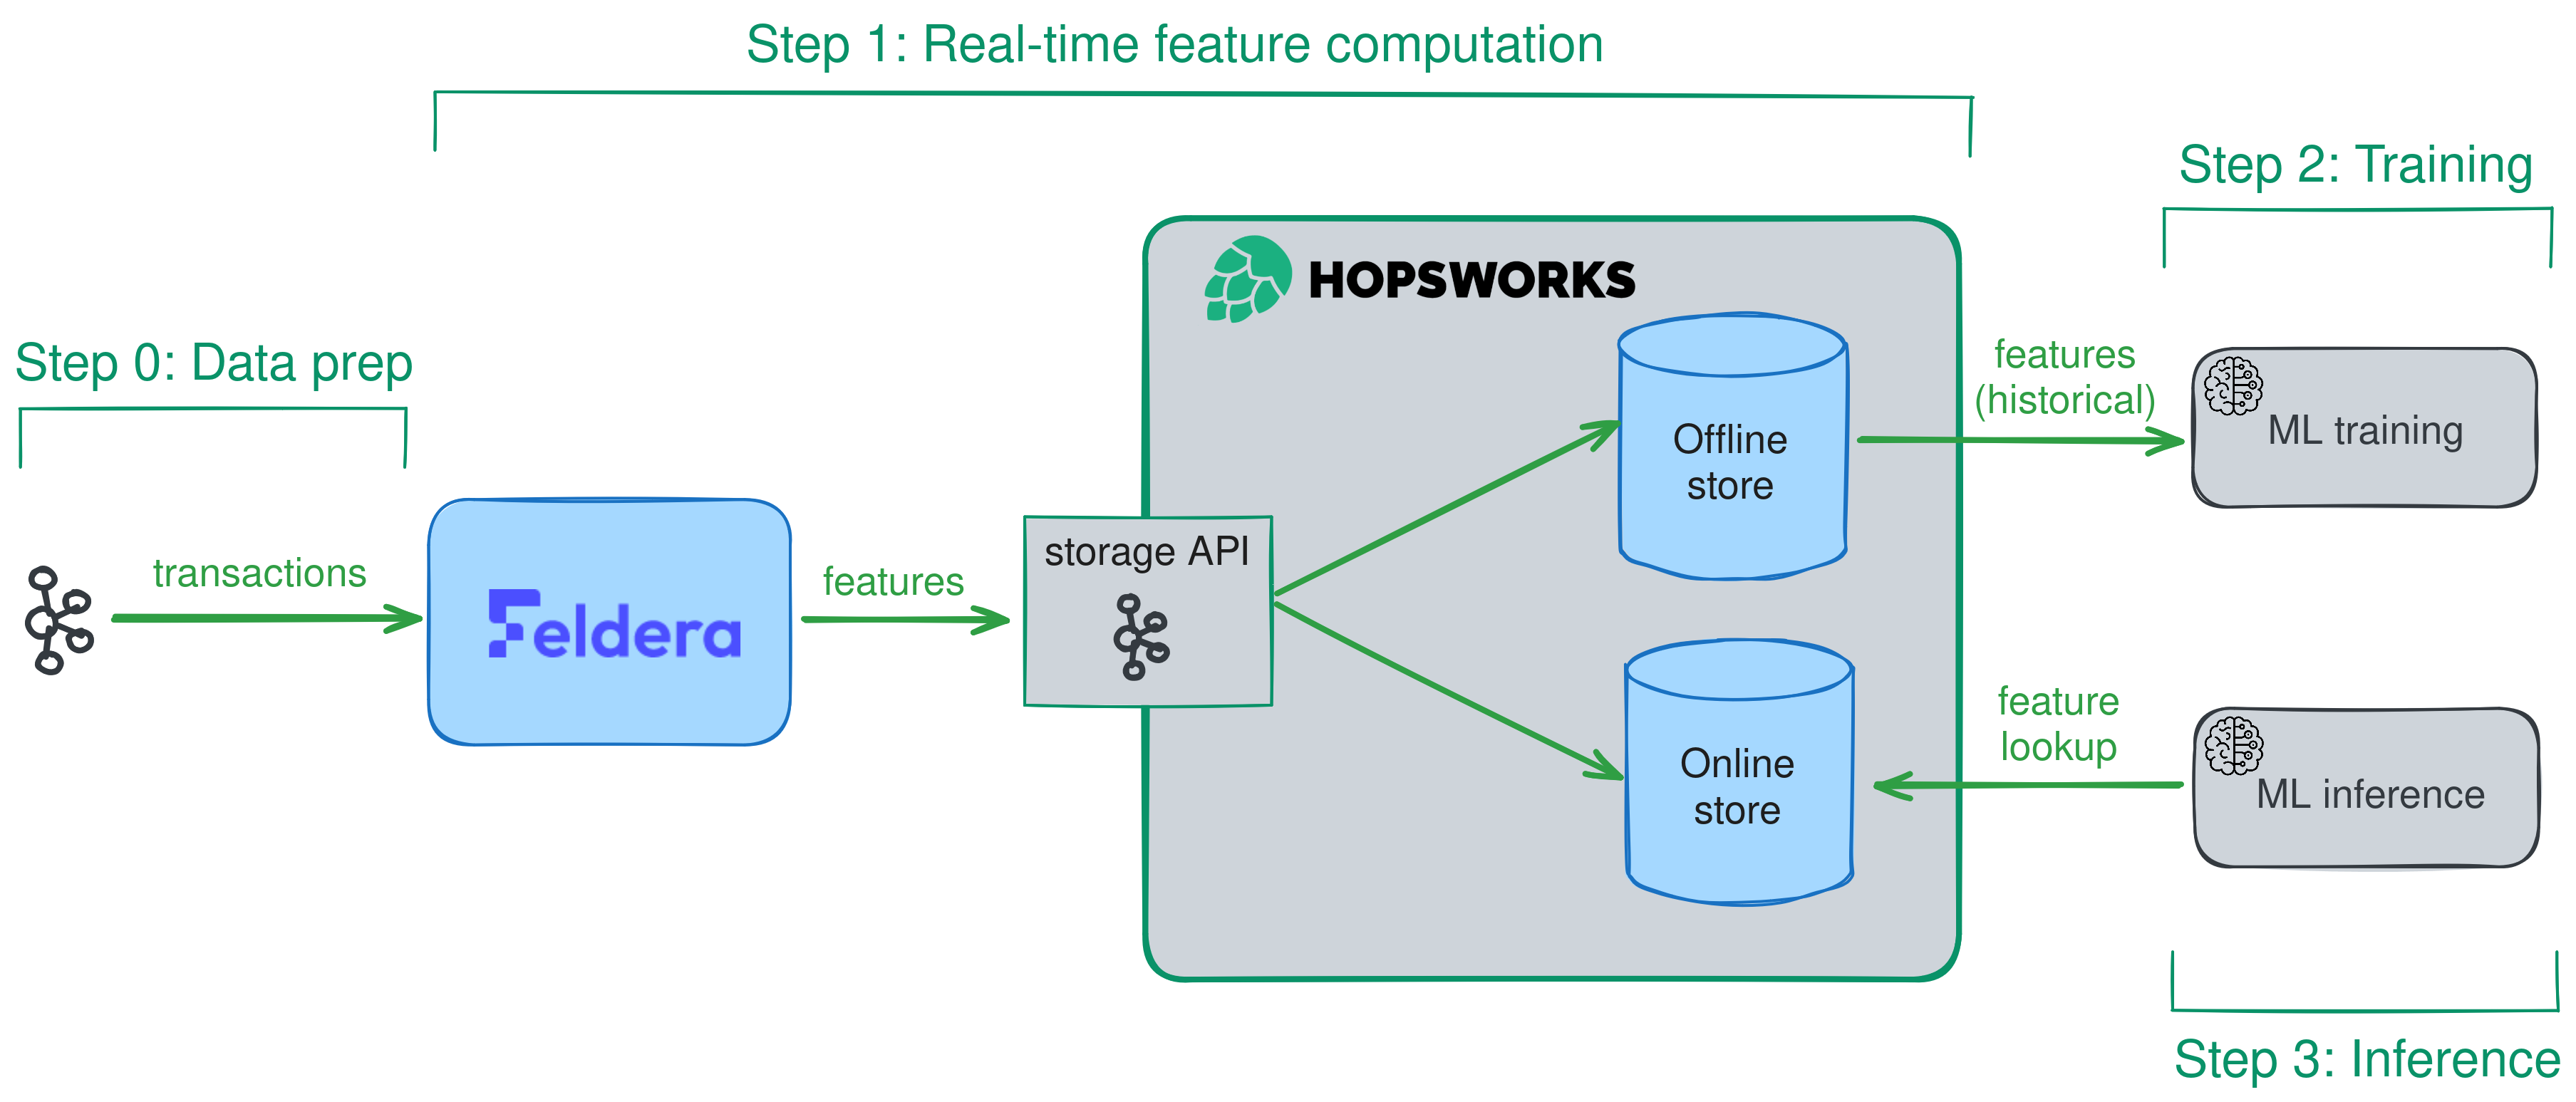 Step 1: Real-time feature computation
Step 2: Training
HOPSWORKS
Step 0: Data prep
features
(historical)
Offline
store
ML training
transactions
Feldera
features
storage API
feature
lookup
Online
store
ML inference
Step 3: Inference